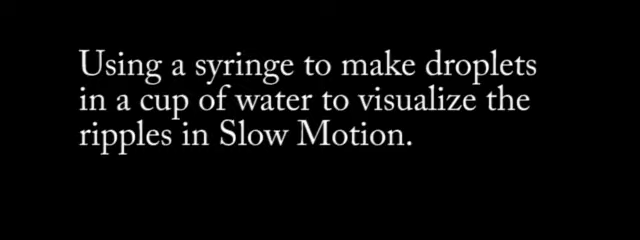 Using a syringe to make droplets
in a cup of water to visualize the
ripples in Slow Motion.